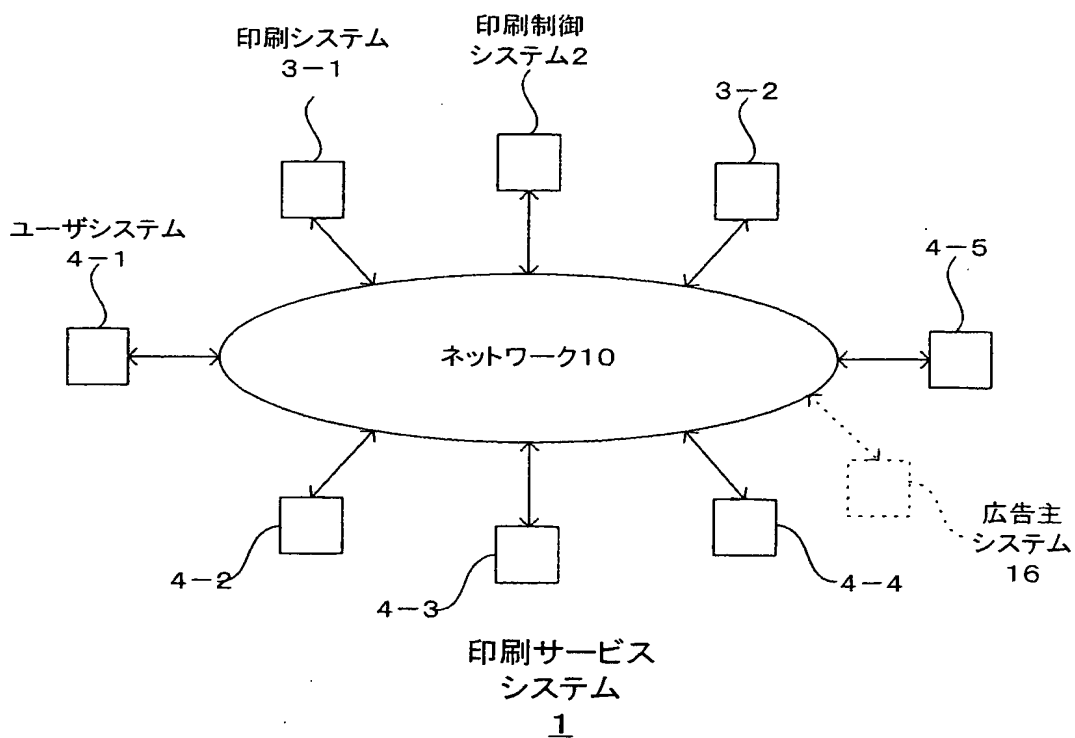 印刷システム
3-1
印刷制御
システム2
3-2
ユーザシステム
4-1
4-5
ネットワーク10
4-2
4-3
4-4
広告主
システム
16
印刷サービス
システム
1